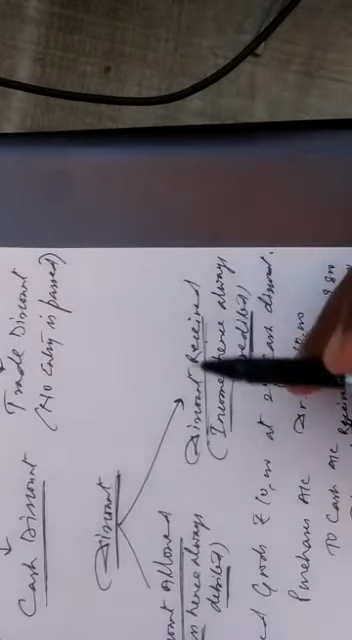 Cash Discount
Trade Discount
(No entry is passed)
Discount
Allowed
hence always
debited)
Discount Received
(Income hence always
credited)
Goods ₹ 10,000 at 2% Cash discount.
Purchases A/c Dr.
To Cash A/c